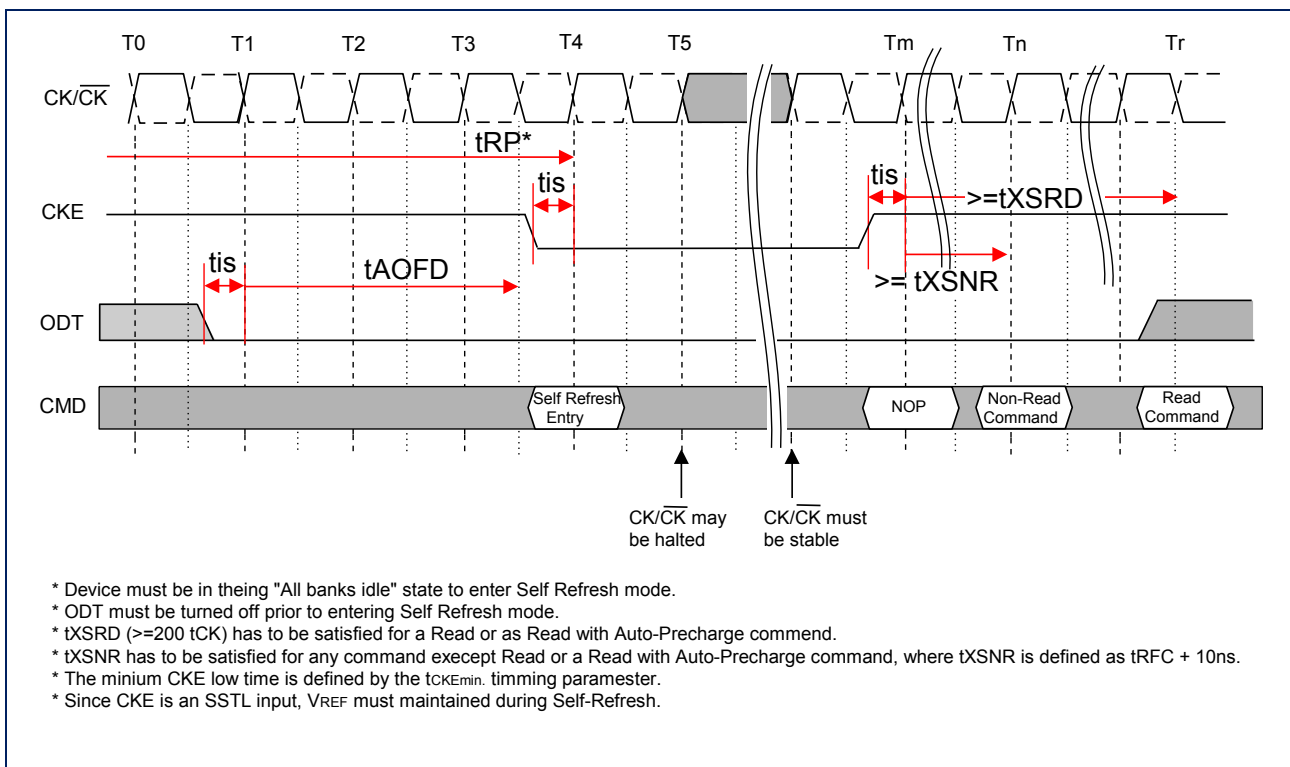 T0 T1 T2 T3 T4 T5 Tm Tn Tr
CK/CK
tRP*
tis tis
CKE >=tXSRD
tis tAOFD >= tXSNR
ODT
CMD Self Refresh Entry NOP Non-Read Command Read Command
CK/CK may
be halted
CK/CK must
be stable
* Device must be in theing "All banks idle" state to enter Self Refresh mode.
* ODT must be turned off prior to entering Self Refresh mode.
* tXSRD (>=200 tCK) has to be satisfied for a Read or as Read with Auto-Precharge commend.
* tXSNR has to be satisfied for any command execept Read or a Read with Auto-Precharge command, where tXSNR is defined as tRFC + 10ns.
* The minium CKE low time is defined by the tCKEmin. timming paramester.
* Since CKE is an SSTL input, VREF must maintained during Self-Refresh.